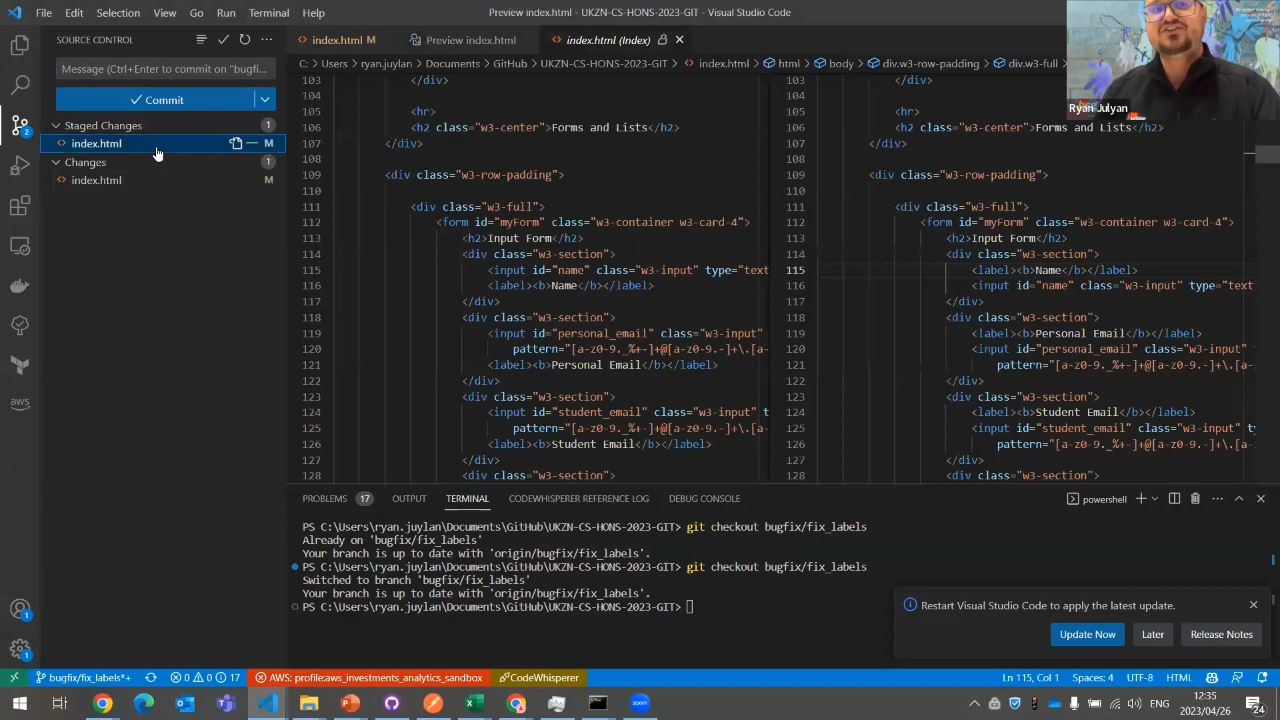 File Edit Selection View Go Run Terminal Help
Preview index.html - UKZN-CS-HONS-2023-GIT - Visual Studio Code
SOURCE CONTROL
Message (Ctrl+Enter to commit on "bugfi...
Commit
Staged Changes 1
index.html M
Changes 1
index.html M
2
aws
1
1
index.html M
Preview index.html
index.html (Index)
C: > Users > ryan.juylan > Documents > GitHub > UKZN-CS-HONS-2023-GIT > index.html > html > body > div.w3-row-padding > div.w3-full >
103 </div>
104
105 <hr>
106 <h2 class="w3-center">Forms and Lists</h2>
107 </div>
108
109 <div class="w3-row-padding">
110
111 <div class="w3-full">
112 <form id="myForm" class="w3-container w3-card-4">
113 <h2>Input Form</h2>
114 <div class="w3-section">
115 <input id="name" class="w3-input" type="text
116 <label><b>Name</b></label>
117 </div>
118 <div class="w3-section">
119 <input id="personal_email" class="w3-input"
120 pattern="[a-z0-9._%+-]+@[a-z0-9.-]+\.[a-
121 <label><b>Personal Email</b></label>
122 </div>
123 <div class="w3-section">
124 <input id="student_email" class="w3-input" t
125 pattern="[a-z0-9._%+-]+@[a-z0-9.-]+\.[a-
126 <label><b>Student Email</b></label>
127 </div>
128 <div class="w3-section">
103 </div>
104
105 <hr>
106 <h2 class="w3-center">Forms and Lists</h2>
107 </div>
108
109 <div class="w3-row-padding">
110
111 <div class="w3-full">
112 <form id="myForm" class="w3-container w3-card-4">
113 <h2>Input Form</h2>
114 <div class="w3-section">
115 <label><b>Name</b></label>
116 <input id="name" class="w3-input" type="text
117 </div>
118 <div class="w3-section">
119 <label><b>Personal Email</b></label>
120 <input id="personal_email" class="w3-input"
121 pattern="[a-z0-9._%+-]+@[a-z0-9.-]+\.[a-
122 </div>
123 <div class="w3-section">
124 <label><b>Student Email</b></label>
125 <input id="student_email" class="w3-input" ty
126 pattern="[a-z0-9._%+-]+@[a-z0-9.-]+\.[a-
127 </div>
128 <div class="w3-section">
Ryan Julyan
PROBLEMS 17 OUTPUT TERMINAL CODEWHISPERER REFERENCE LOG DEBUG CONSOLE
powershell
PS C:\Users\ryan.juylan\Documents\GitHub\UKZN-CS-HONS-2023-GIT> git checkout bugfix/fix_labels
Already on 'bugfix/fix_labels'
Your branch is up to date with 'origin/bugfix/fix_labels'.
PS C:\Users\ryan.juylan\Documents\GitHub\UKZN-CS-HONS-2023-GIT> git checkout bugfix/fix_labels
Switched to branch 'bugfix/fix_labels'
Your branch is up to date with 'origin/bugfix/fix_labels'.
PS C:\Users\ryan.juylan\Documents\GitHub\UKZN-CS-HONS-2023-GIT>
Restart Visual Studio Code to apply the latest update.
Update Now
Later
Release Notes
bugfix/fix_labels*+ 0 0 17 AWS: profile:aws_investments_analytics_sandbox CodeWhisperer
Ln 115, Col 1 Spaces: 4 UTF-8 HTML
zoom
ENG
12:35
2023/04/26
24